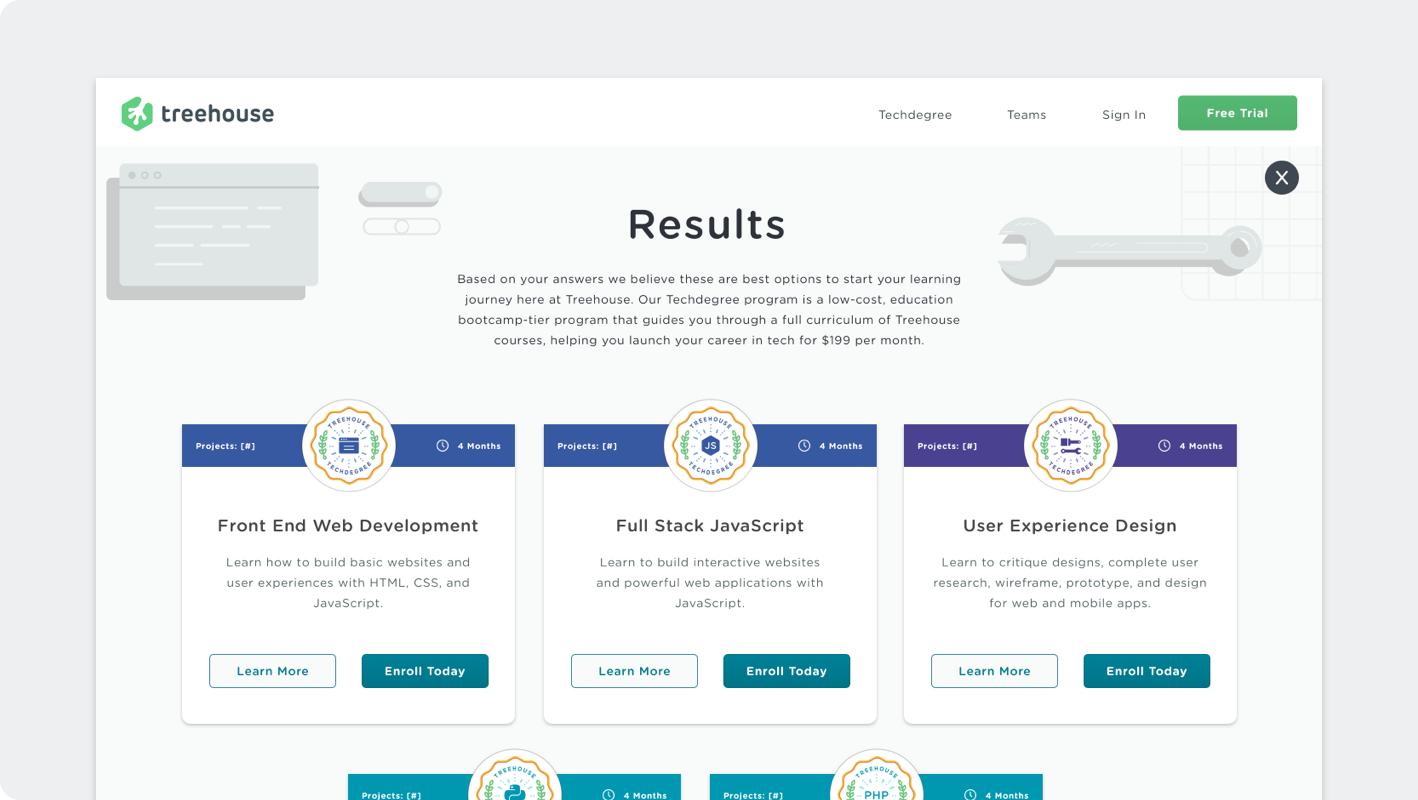 treehouse
Techdegree
Teams
Sign In
Free Trial
X
Results
Based on your answers we believe these are best options to start your learning
journey here at Treehouse. Our Techdegree program is a low-cost, education
bootcamp-tier program that guides you through a full curriculum of Treehouse
courses, helping you launch your career in tech for $199 per month.
Projects: [#]
TREEHOUSE
TECHDEGREE
4 Months
Front End Web Development
Learn how to build basic websites and
user experiences with HTML, CSS, and
JavaScript.
Learn More
Enroll Today
Projects: [#]
TREEHOUSE
JS
TECHDEGREE
4 Months
Full Stack JavaScript
Learn to build interactive websites
and powerful web applications with
JavaScript.
Learn More
Enroll Today
Projects: [#]
TREEHOUSE
TECHDEGREE
4 Months
User Experience Design
Learn to critique designs, complete user
research, wireframe, prototype, and design
for web and mobile apps.
Learn More
Enroll Today
Projects: [#]
TREEHOUSE
4 Months
Projects: [#]
TREEHOUSE
PHP
4 Months